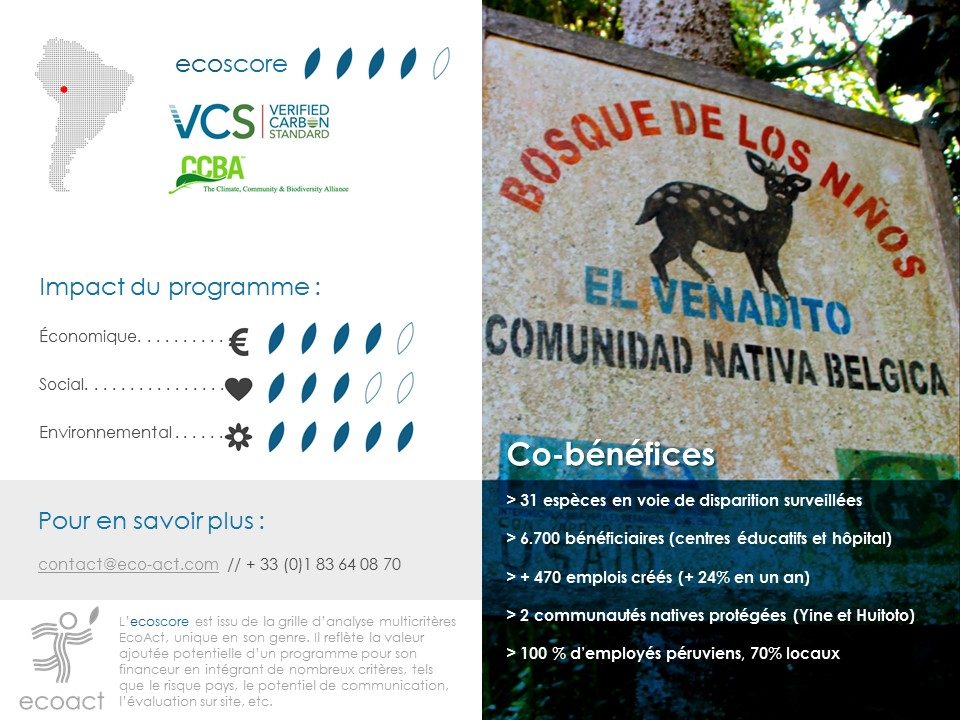 ecoscore
VCS VERIFIED
CARBON
STANDARD
CCBA™
The Climate, Community & Biodiversity Alliance
Impact du programme :
Économique. . . . . . . . . . €
Social. . . . . . . . . . . . . . . .
Environnemental . . . . . .
Pour en savoir plus :
contact@eco-act.com // + 33 (0)1 83 64 08 70
L’ecoscore est issu de la grille d’analyse multicritères
EcoAct, unique en son genre. Il reflète la valeur
ajoutée potentielle d’un programme pour son
financeur en intégrant de nombreux critères, tels
que le risque pays, le potentiel de communication,
l’évaluation sur site, etc.
ecoact
BOSQUE DE LOS NIÑOS
EL VENADITO
COMUNIDAD NATIVA BELGICA
Co-bénéfices
> 31 espèces en voie de disparition surveillées
> 6.700 bénéficiaires (centres éducatifs et hôpital)
> + 470 emplois créés (+ 24% en un an)
> 2 communautés natives protégées (Yine et Huitoto)
> 100 % d’employés péruviens, 70% locaux